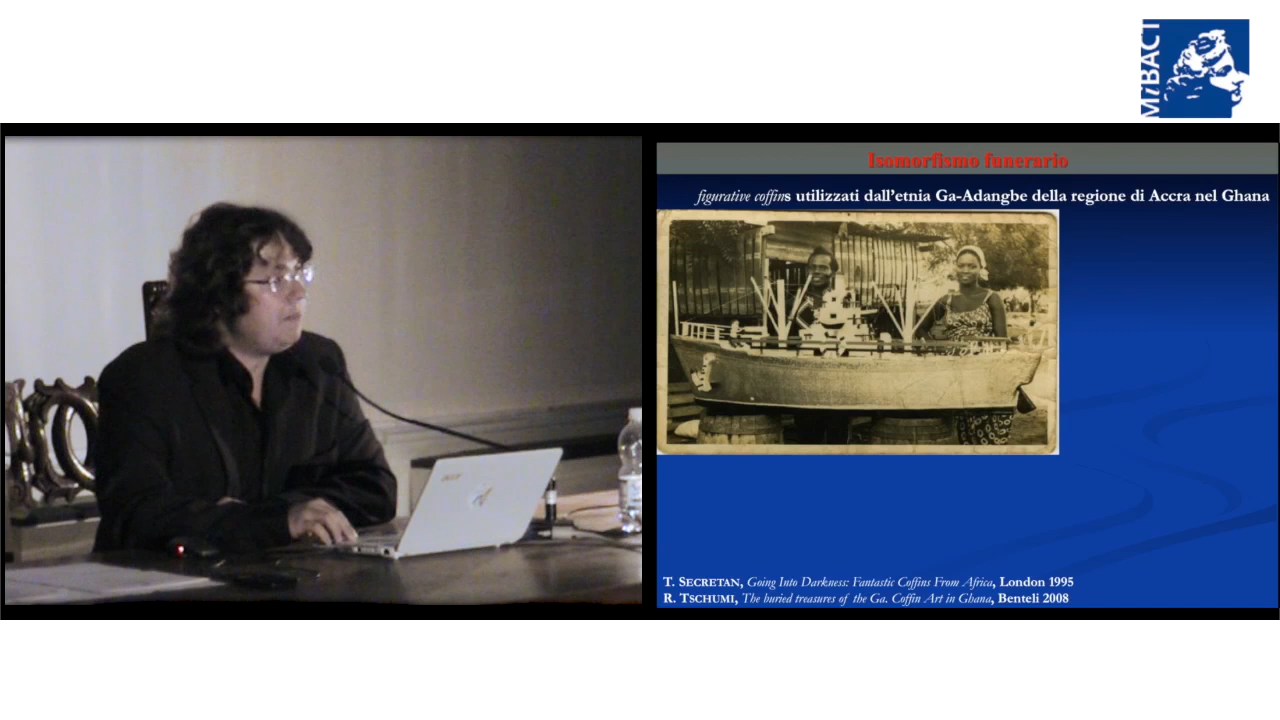 MiBACT
Isomorfismo funerario
figurative coffins utilizzati dall'etnia Ga-Adangbe della regione di Accra nel Ghana
T. SECRETAN, Going Into Darkness: Fantastic Coffins From Africa, London 1995
R. TSCHUMI, The buried treasures of the Ga. Coffin Art in Ghana, Benteli 2008